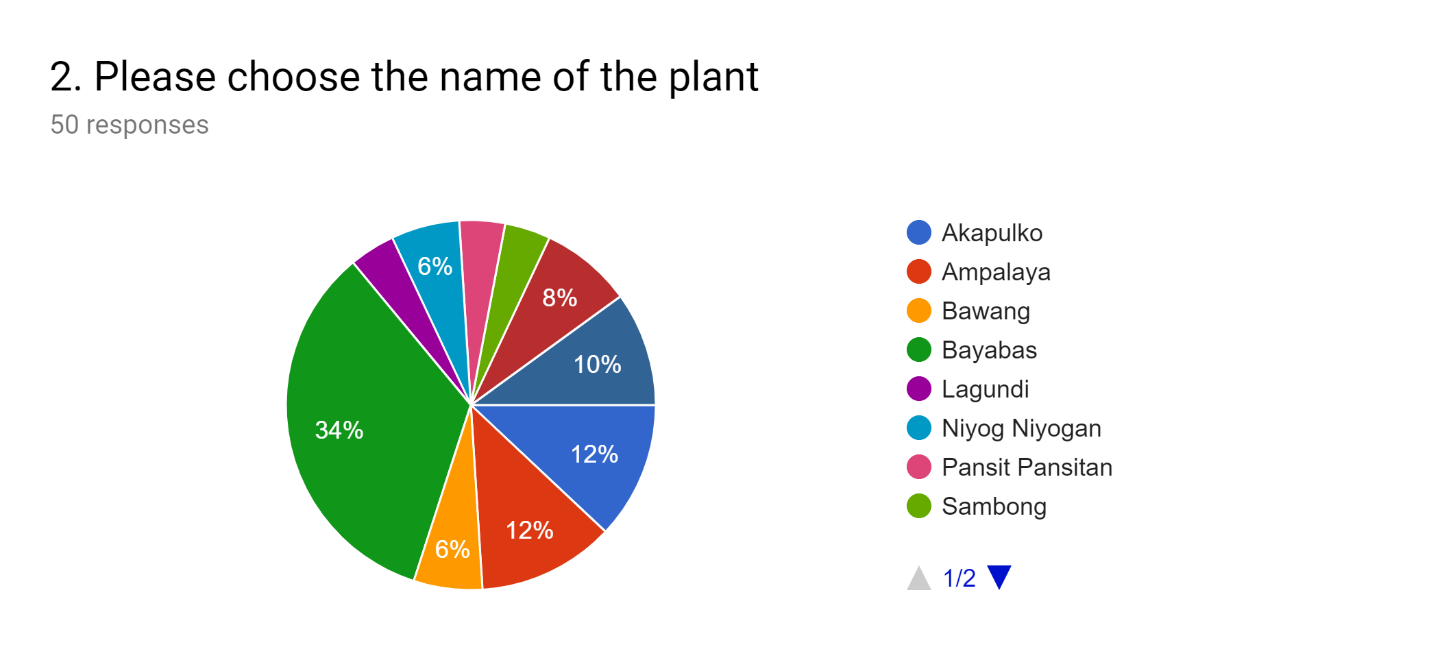 2. Please choose the name of the plant
50 responses
6%
8%
10%
34%
12%
12%
6%
Akapulko
Ampalaya
Bawang
Bayabas
Lagundi
Niyog Niyogan
Pansit Pansitan
Sambong
1/2